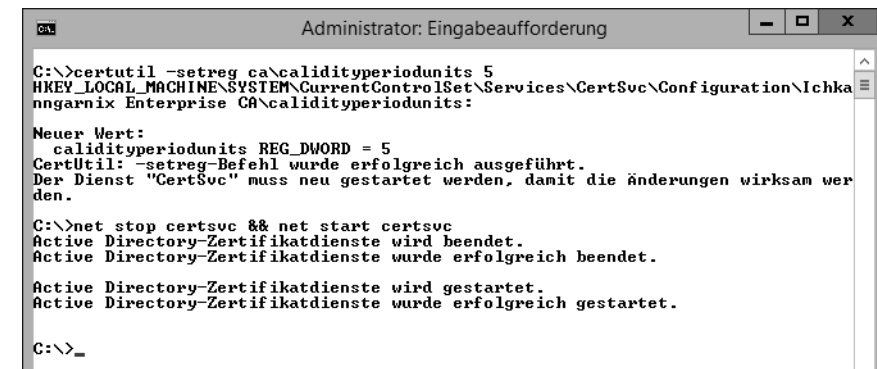 Administrator: Eingabeaufforderung
C:\>certutil -setreg ca\calidityperiodunits 5
HKEY_LOCAL_MACHINE\SYSTEM\CurrentControlSet\Services\CertSvc\Configuration\Ichka
nngarnix Enterprise CA\calidityperiodunits:
Neuer Wert:
calidityperiodunits REG_DWORD = 5
CertUtil: -setreg-Befehl wurde erfolgreich ausgeführt.
Der Dienst "CertSvc" muss neu gestartet werden, damit die Änderungen wirksam wer
den.
C:\>net stop certsvc && net start certsvc
Active Directory-Zertifikatdienste wird beendet.
Active Directory-Zertifikatdienste wurde erfolgreich beendet.
Active Directory-Zertifikatdienste wird gestartet.
Active Directory-Zertifikatdienste wurde erfolgreich gestartet.
C:\>_